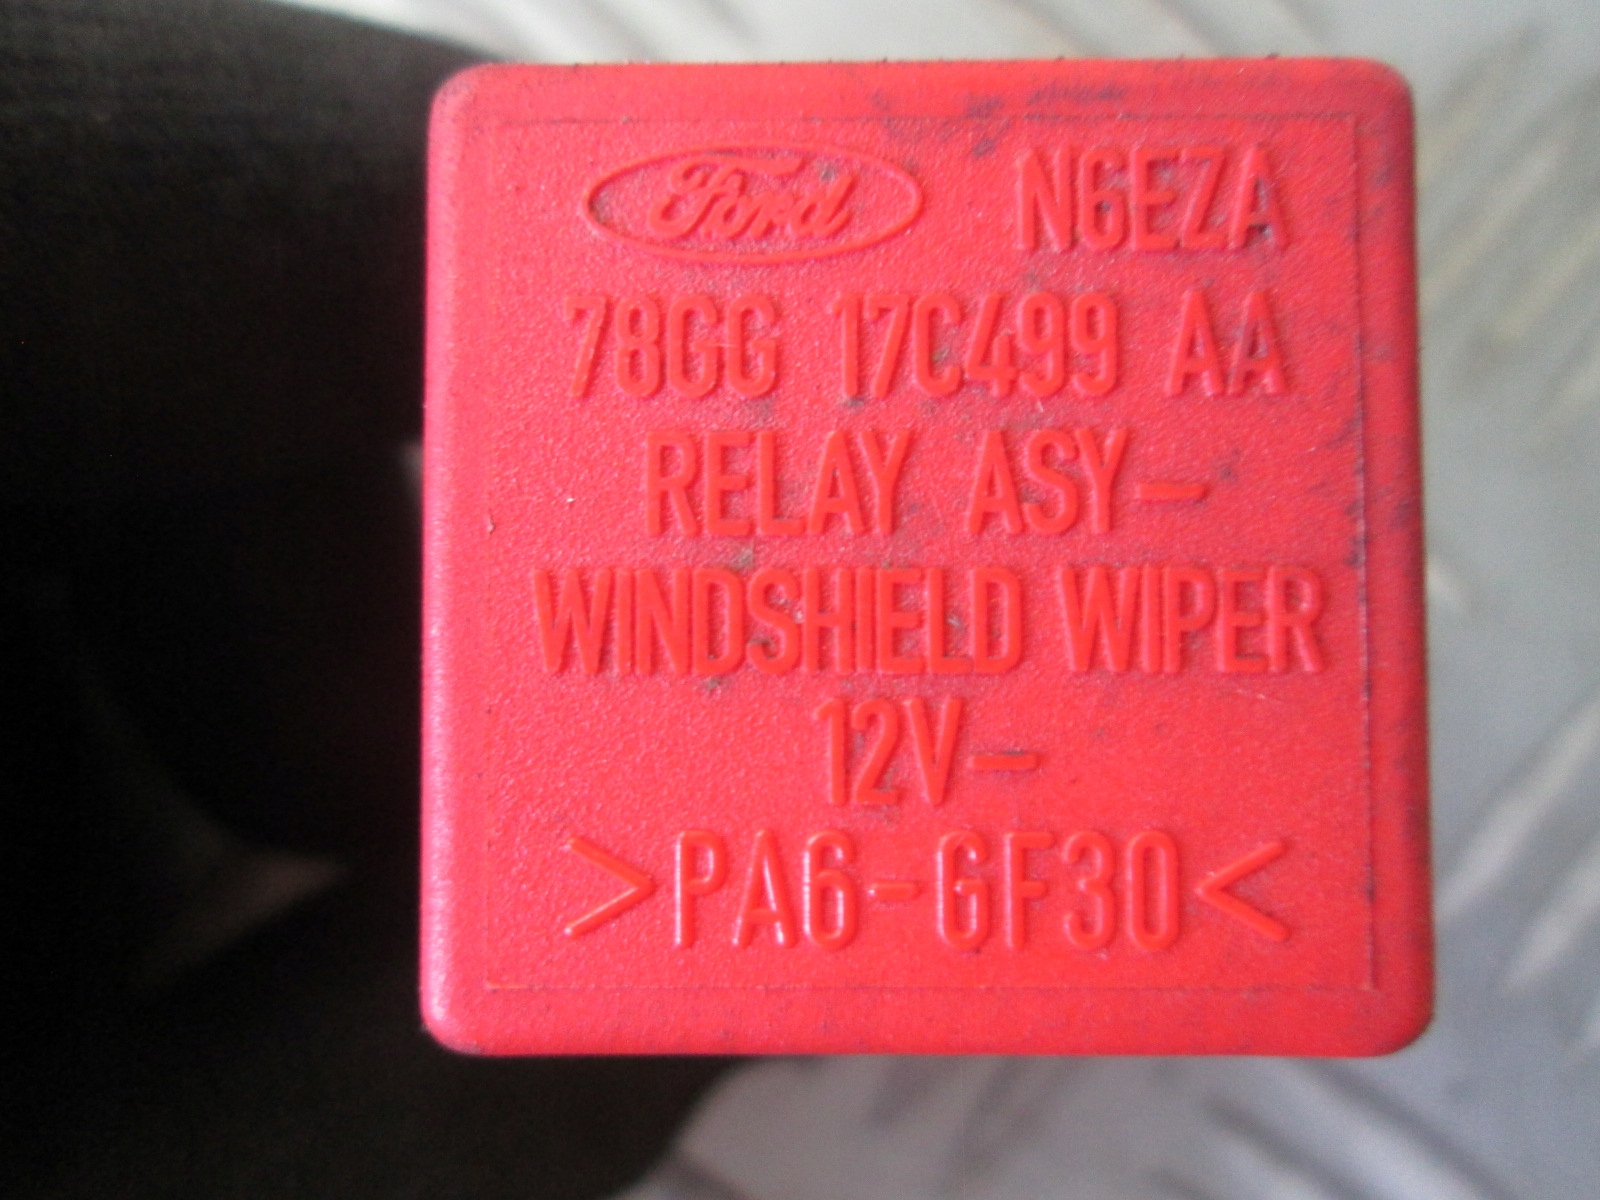 Ford N6EZA
78GG 17C499 AA
RELAY ASY-
WINDSHIELD WIPER
12V-
>PA6-GF30<